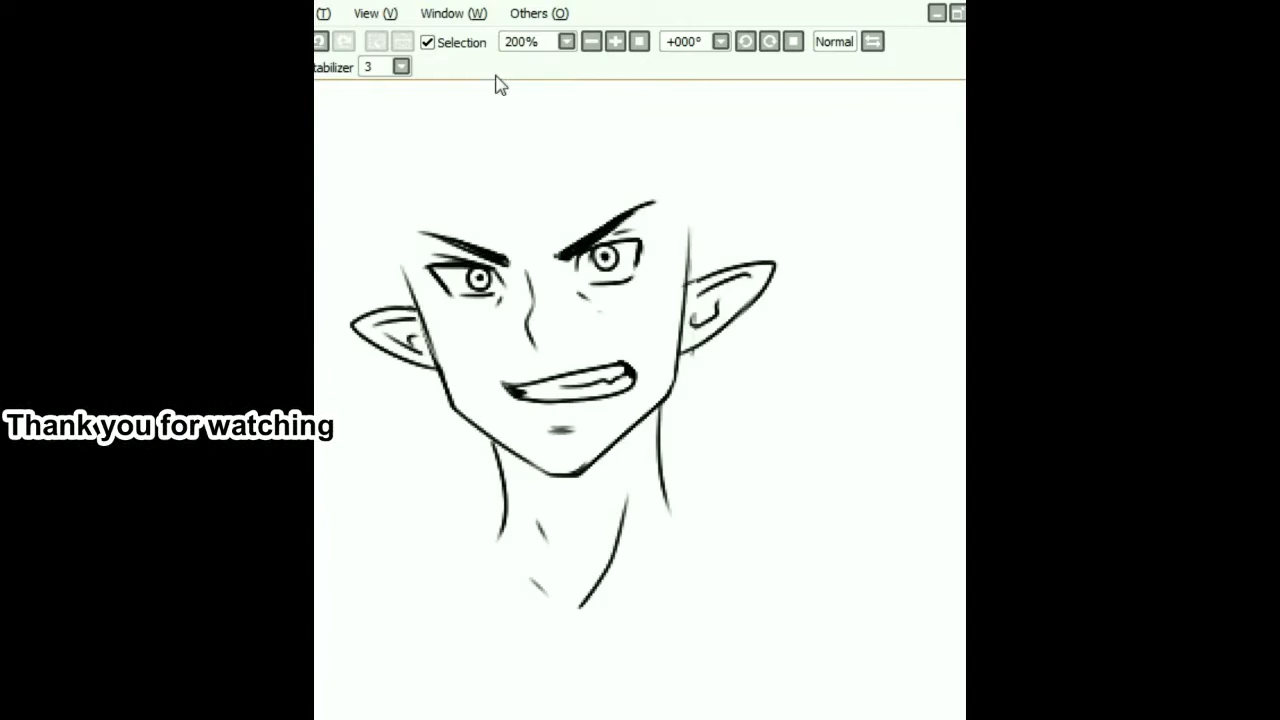 (T) View (V) Window (W) Others (O)
Selection 200% +000° Normal
tabilizer 3
Thank you for watching